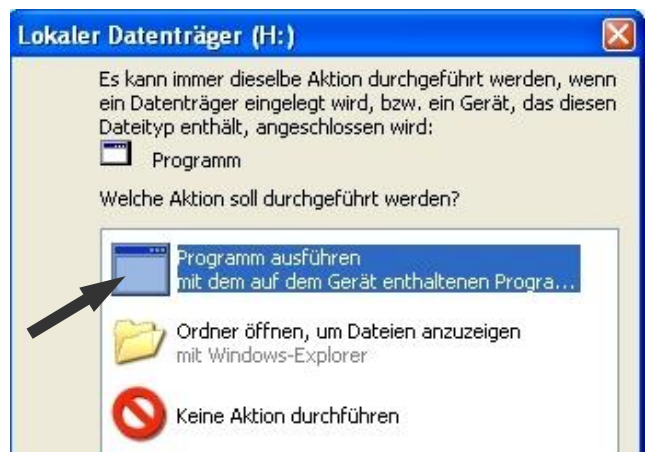 Lokaler Datenträger (H:)
Es kann immer dieselbe Aktion durchgeführt werden, wenn
ein Datenträger eingelegt wird, bzw. ein Gerät, das diesen
Dateityp enthält, angeschlossen wird:
Programm
Welche Aktion soll durchgeführt werden?
Programm ausführen
mit dem auf dem Gerät enthaltenen Progra...
Ordner öffnen, um Dateien anzuzeigen
mit Windows-Explorer
Keine Aktion durchführen